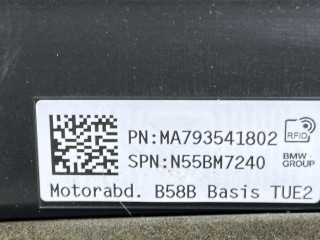 PN:MA793541802
RFID
SPN:N55BM7240
BMW
GROUP
Motorabd. B58B Basis TUE2